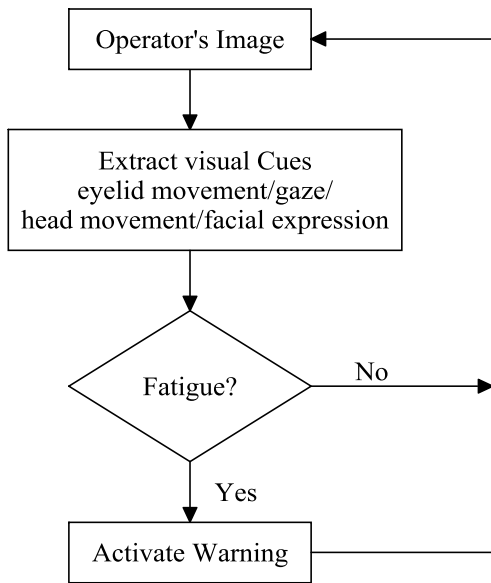 Operator's Image
Extract visual Cues
eyelid movement/gaze/
head movement/facial expression
Fatigue?
No
Yes
Activate Warning